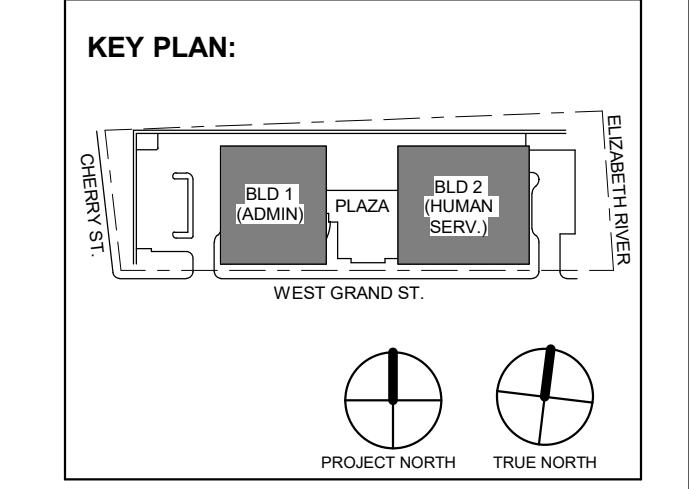 KEY PLAN:
CHERRY ST.
BLD 1
(ADMIN)
PLAZA
BLD 2
(HUMAN
SERV.)
ELIZABETH RIVER
WEST GRAND ST.
PROJECT NORTH
TRUE NORTH